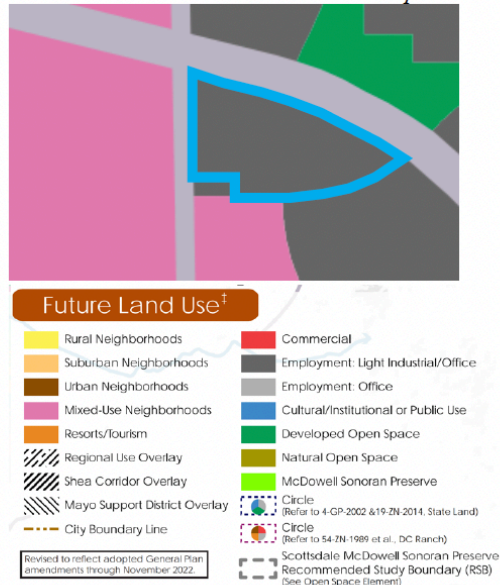 Future Land Use‡
Rural Neighborhoods
Suburban Neighborhoods
Urban Neighborhoods
Mixed-Use Neighborhoods
Resorts/Tourism
Regional Use Overlay
Shea Corridor Overlay
Mayo Support District Overlay
City Boundary Line
Revised to reflect adopted General Plan
amendments through November 2022.
Commercial
Employment: Light Industrial/Office
Employment: Office
Cultural/Institutional or Public Use
Developed Open Space
Natural Open Space
McDowell Sonoran Preserve
Circle
(Refer to 4-GP-2002 &19-ZN-2014, State Land)
Circle
(Refer to 54-ZN-1989 et al., DC Ranch)
Scottsdale McDowell Sonoran Preserve
Recommended Study Boundary (RSB)
(See Open Space Element)